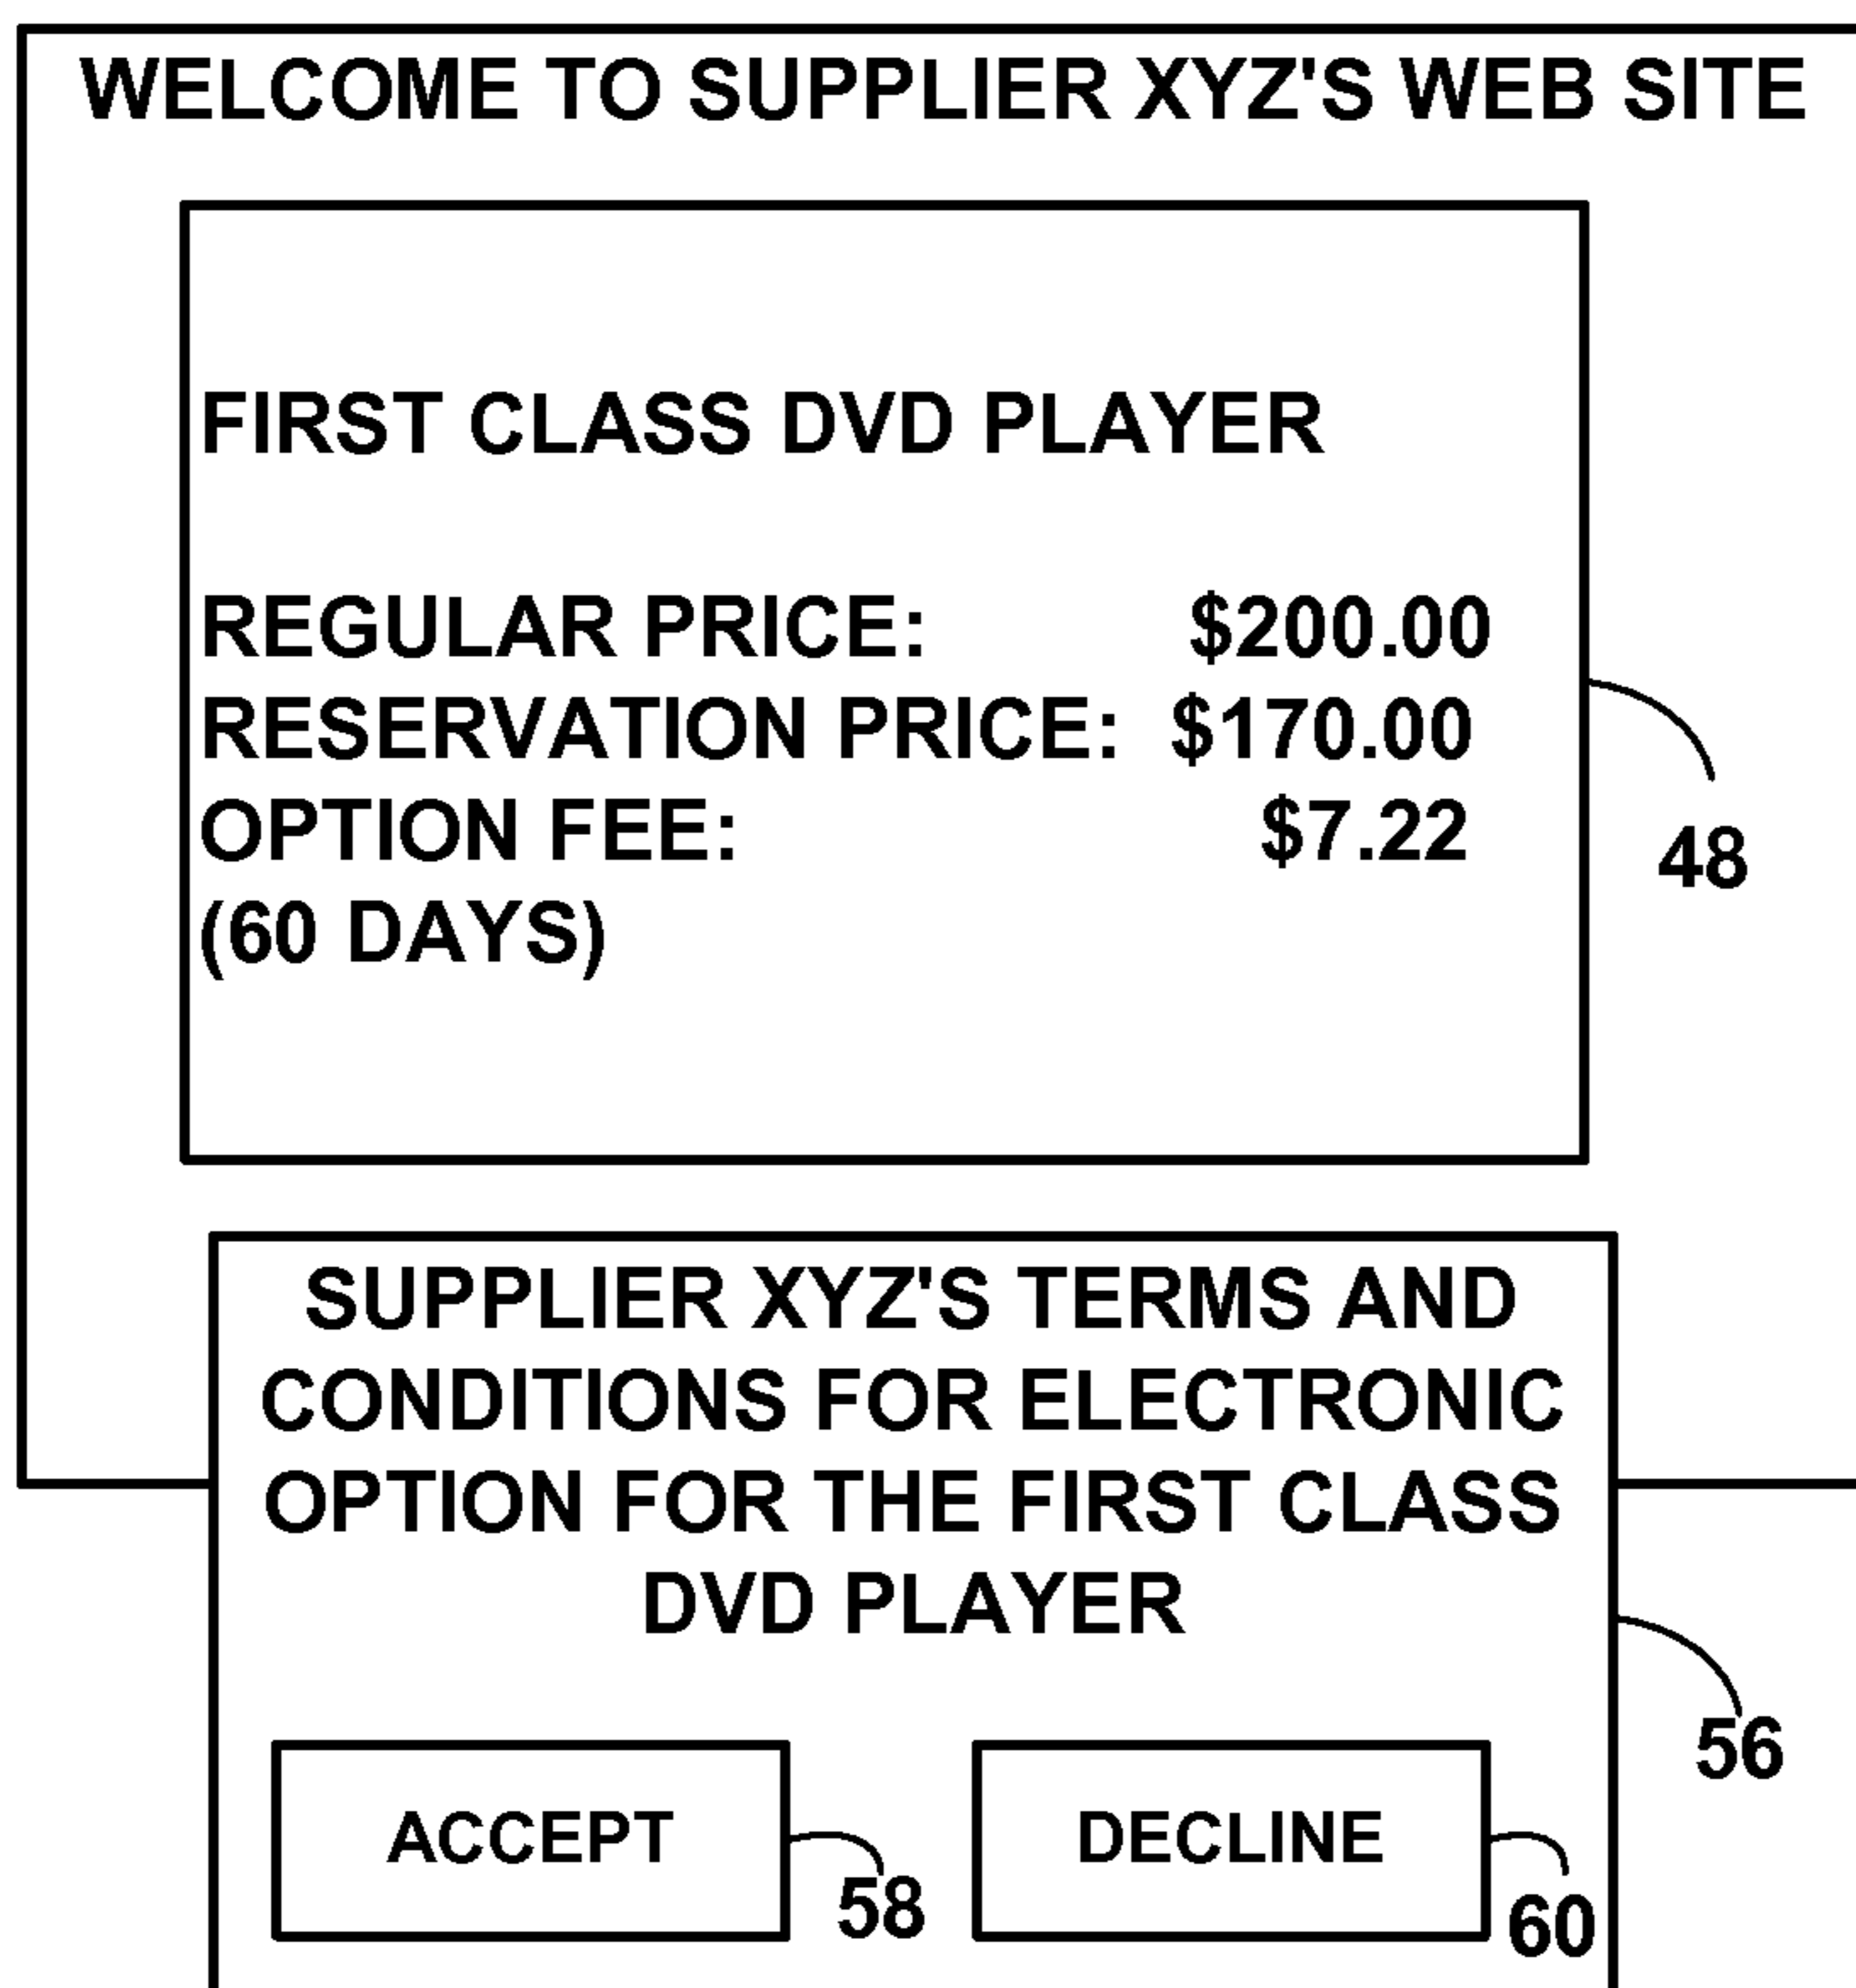 WELCOME TO SUPPLIER XYZ'S WEB SITE
FIRST CLASS DVD PLAYER
REGULAR PRICE: $200.00
RESERVATION PRICE: $170.00
OPTION FEE: $7.22
(60 DAYS)
48
SUPPLIER XYZ'S TERMS AND
CONDITIONS FOR ELECTRONIC
OPTION FOR THE FIRST CLASS
DVD PLAYER
56
ACCEPT
58
DECLINE
60